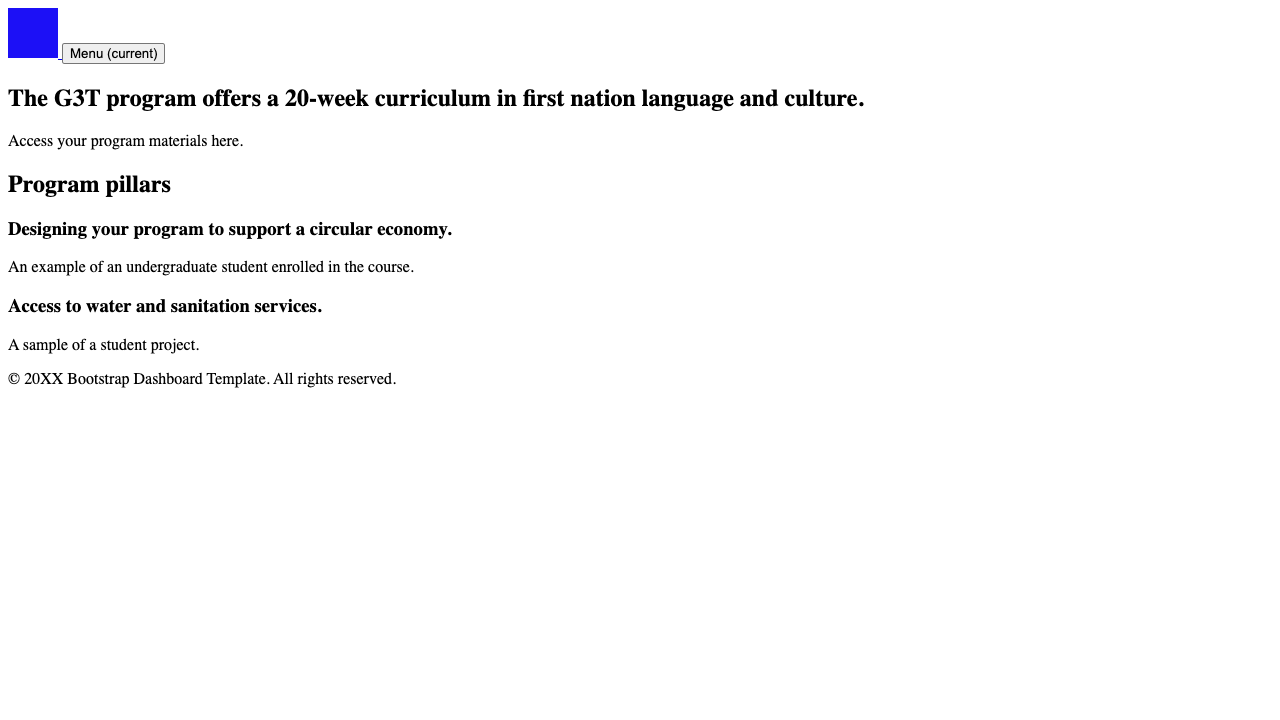 Menu (current)
The G3T program offers a 20-week curriculum in first nation language and culture.
Access your program materials here.
Program pillars
Designing your program to support a circular economy.
An example of an undergraduate student enrolled in the course.
Access to water and sanitation services.
A sample of a student project.
© 20XX Bootstrap Dashboard Template. All rights reserved.